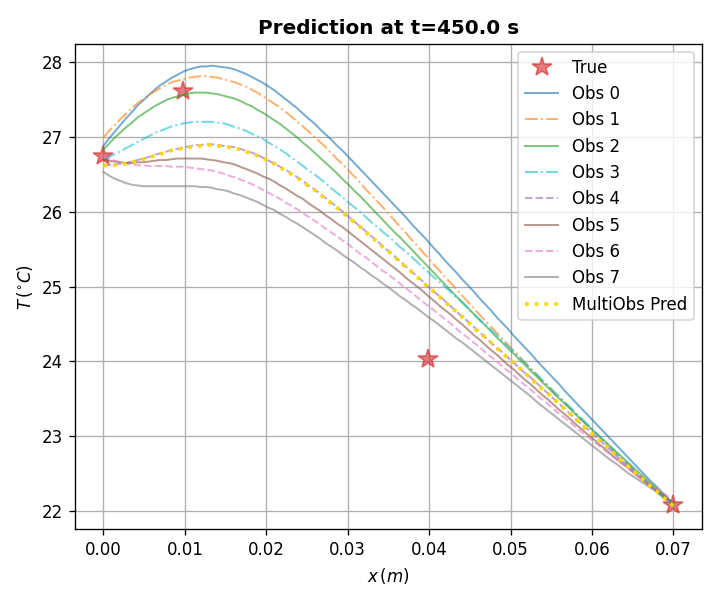 Prediction at t=450.0 s
28
27
26
25
24
23
22
T (°C)
0.00
0.01
0.02
0.03
0.04
0.05
0.06
0.07
x (m)
True
Obs 0
Obs 1
Obs 2
Obs 3
Obs 4
Obs 5
Obs 6
Obs 7
MultiObs Pred